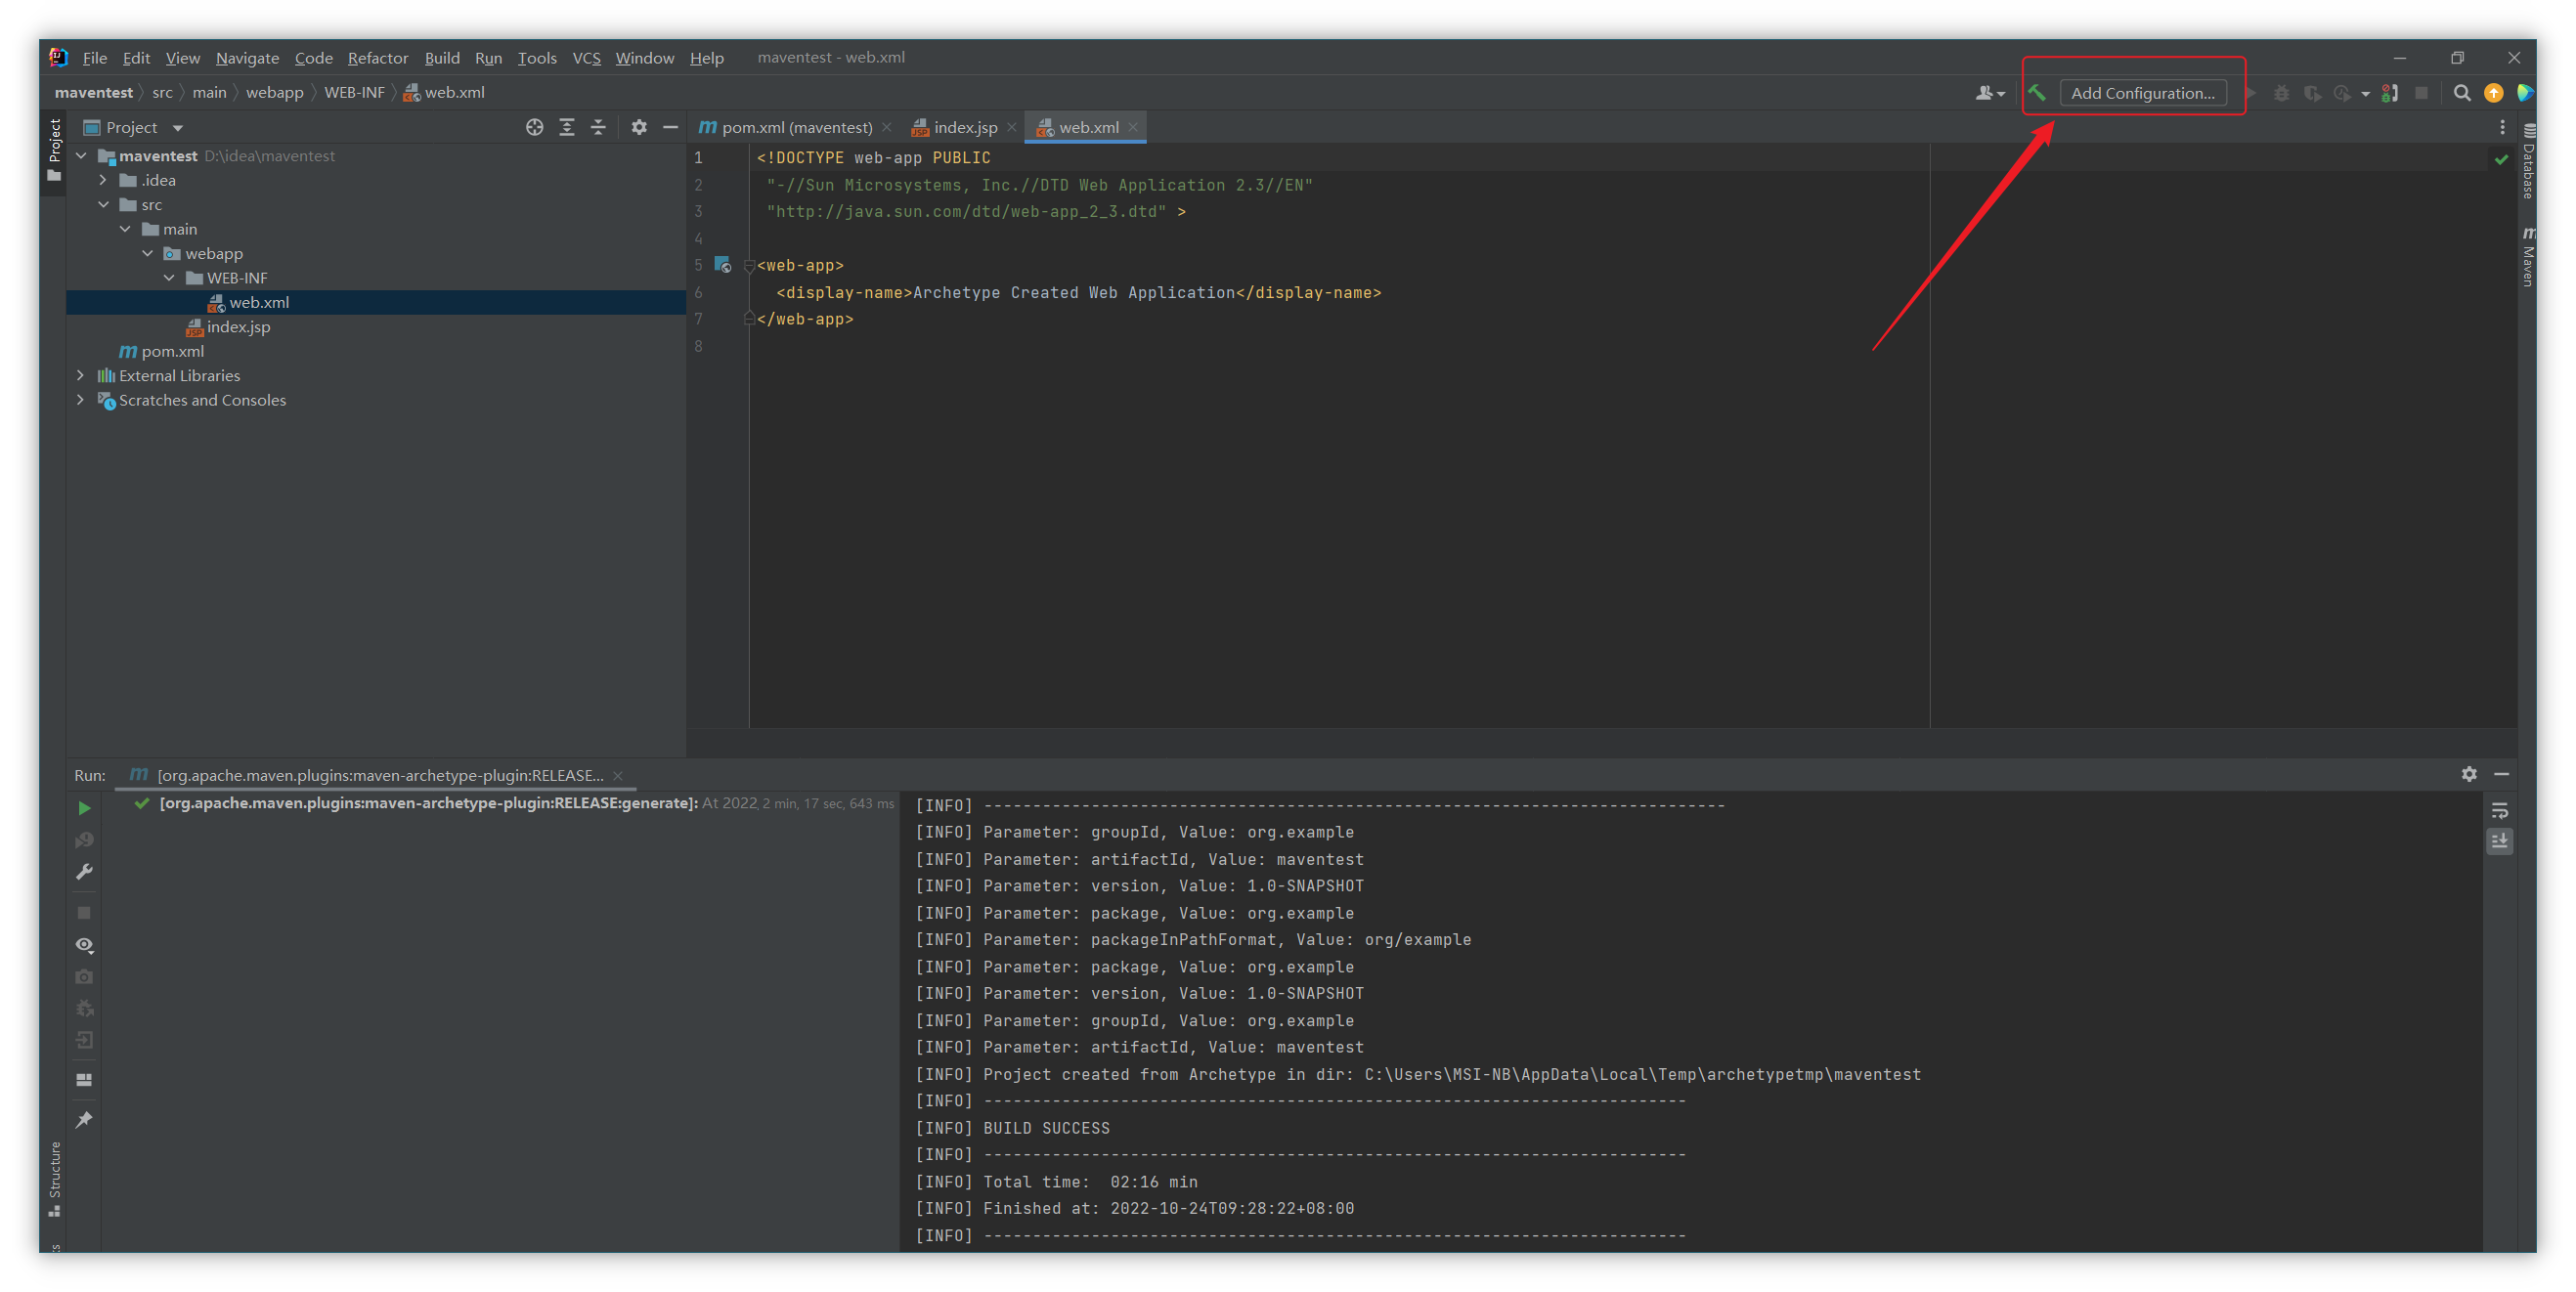 File Edit View Navigate Code Refactor Build Run Tools VCS Window Help maventest - web.xml
maventest src main webapp WEB-INF web.xml
Add Configuration...
Project
Project
pom.xml (maventest) index.jsp web.xml
maventest D:\idea\maventest
.idea
src
main
webapp
WEB-INF
web.xml
index.jsp
pom.xml
External Libraries
Scratches and Consoles
1 <!DOCTYPE web-app PUBLIC
2 "-//Sun Microsystems, Inc.//DTD Web Application 2.3//EN"
3 "http://java.sun.com/dtd/web-app_2_3.dtd" >
4
5 <web-app>
6 <display-name>Archetype Created Web Application</display-name>
7 </web-app>
8
Database
Maven
Run: [org.apache.maven.plugins:maven-archetype-plugin:RELEASE...
[org.apache.maven.plugins:maven-archetype-plugin:RELEASE:generate]: At 2022, 2 min, 17 sec, 643 ms
[INFO] ----------------------------------------------------------------------------
[INFO] Parameter: groupId, Value: org.example
[INFO] Parameter: artifactId, Value: maventest
[INFO] Parameter: version, Value: 1.0-SNAPSHOT
[INFO] Parameter: package, Value: org.example
[INFO] Parameter: packageInPathFormat, Value: org/example
[INFO] Parameter: package, Value: org.example
[INFO] Parameter: version, Value: 1.0-SNAPSHOT
[INFO] Parameter: groupId, Value: org.example
[INFO] Parameter: artifactId, Value: maventest
[INFO] Project created from Archetype in dir: C:\Users\MSI-NB\AppData\Local\Temp\archetypetmp\maventest
[INFO] ------------------------------------------------------------------------
[INFO] BUILD SUCCESS
[INFO] ------------------------------------------------------------------------
[INFO] Total time:  02:16 min
[INFO] Finished at: 2022-10-24T09:28:22+08:00
[INFO] ------------------------------------------------------------------------
Structure